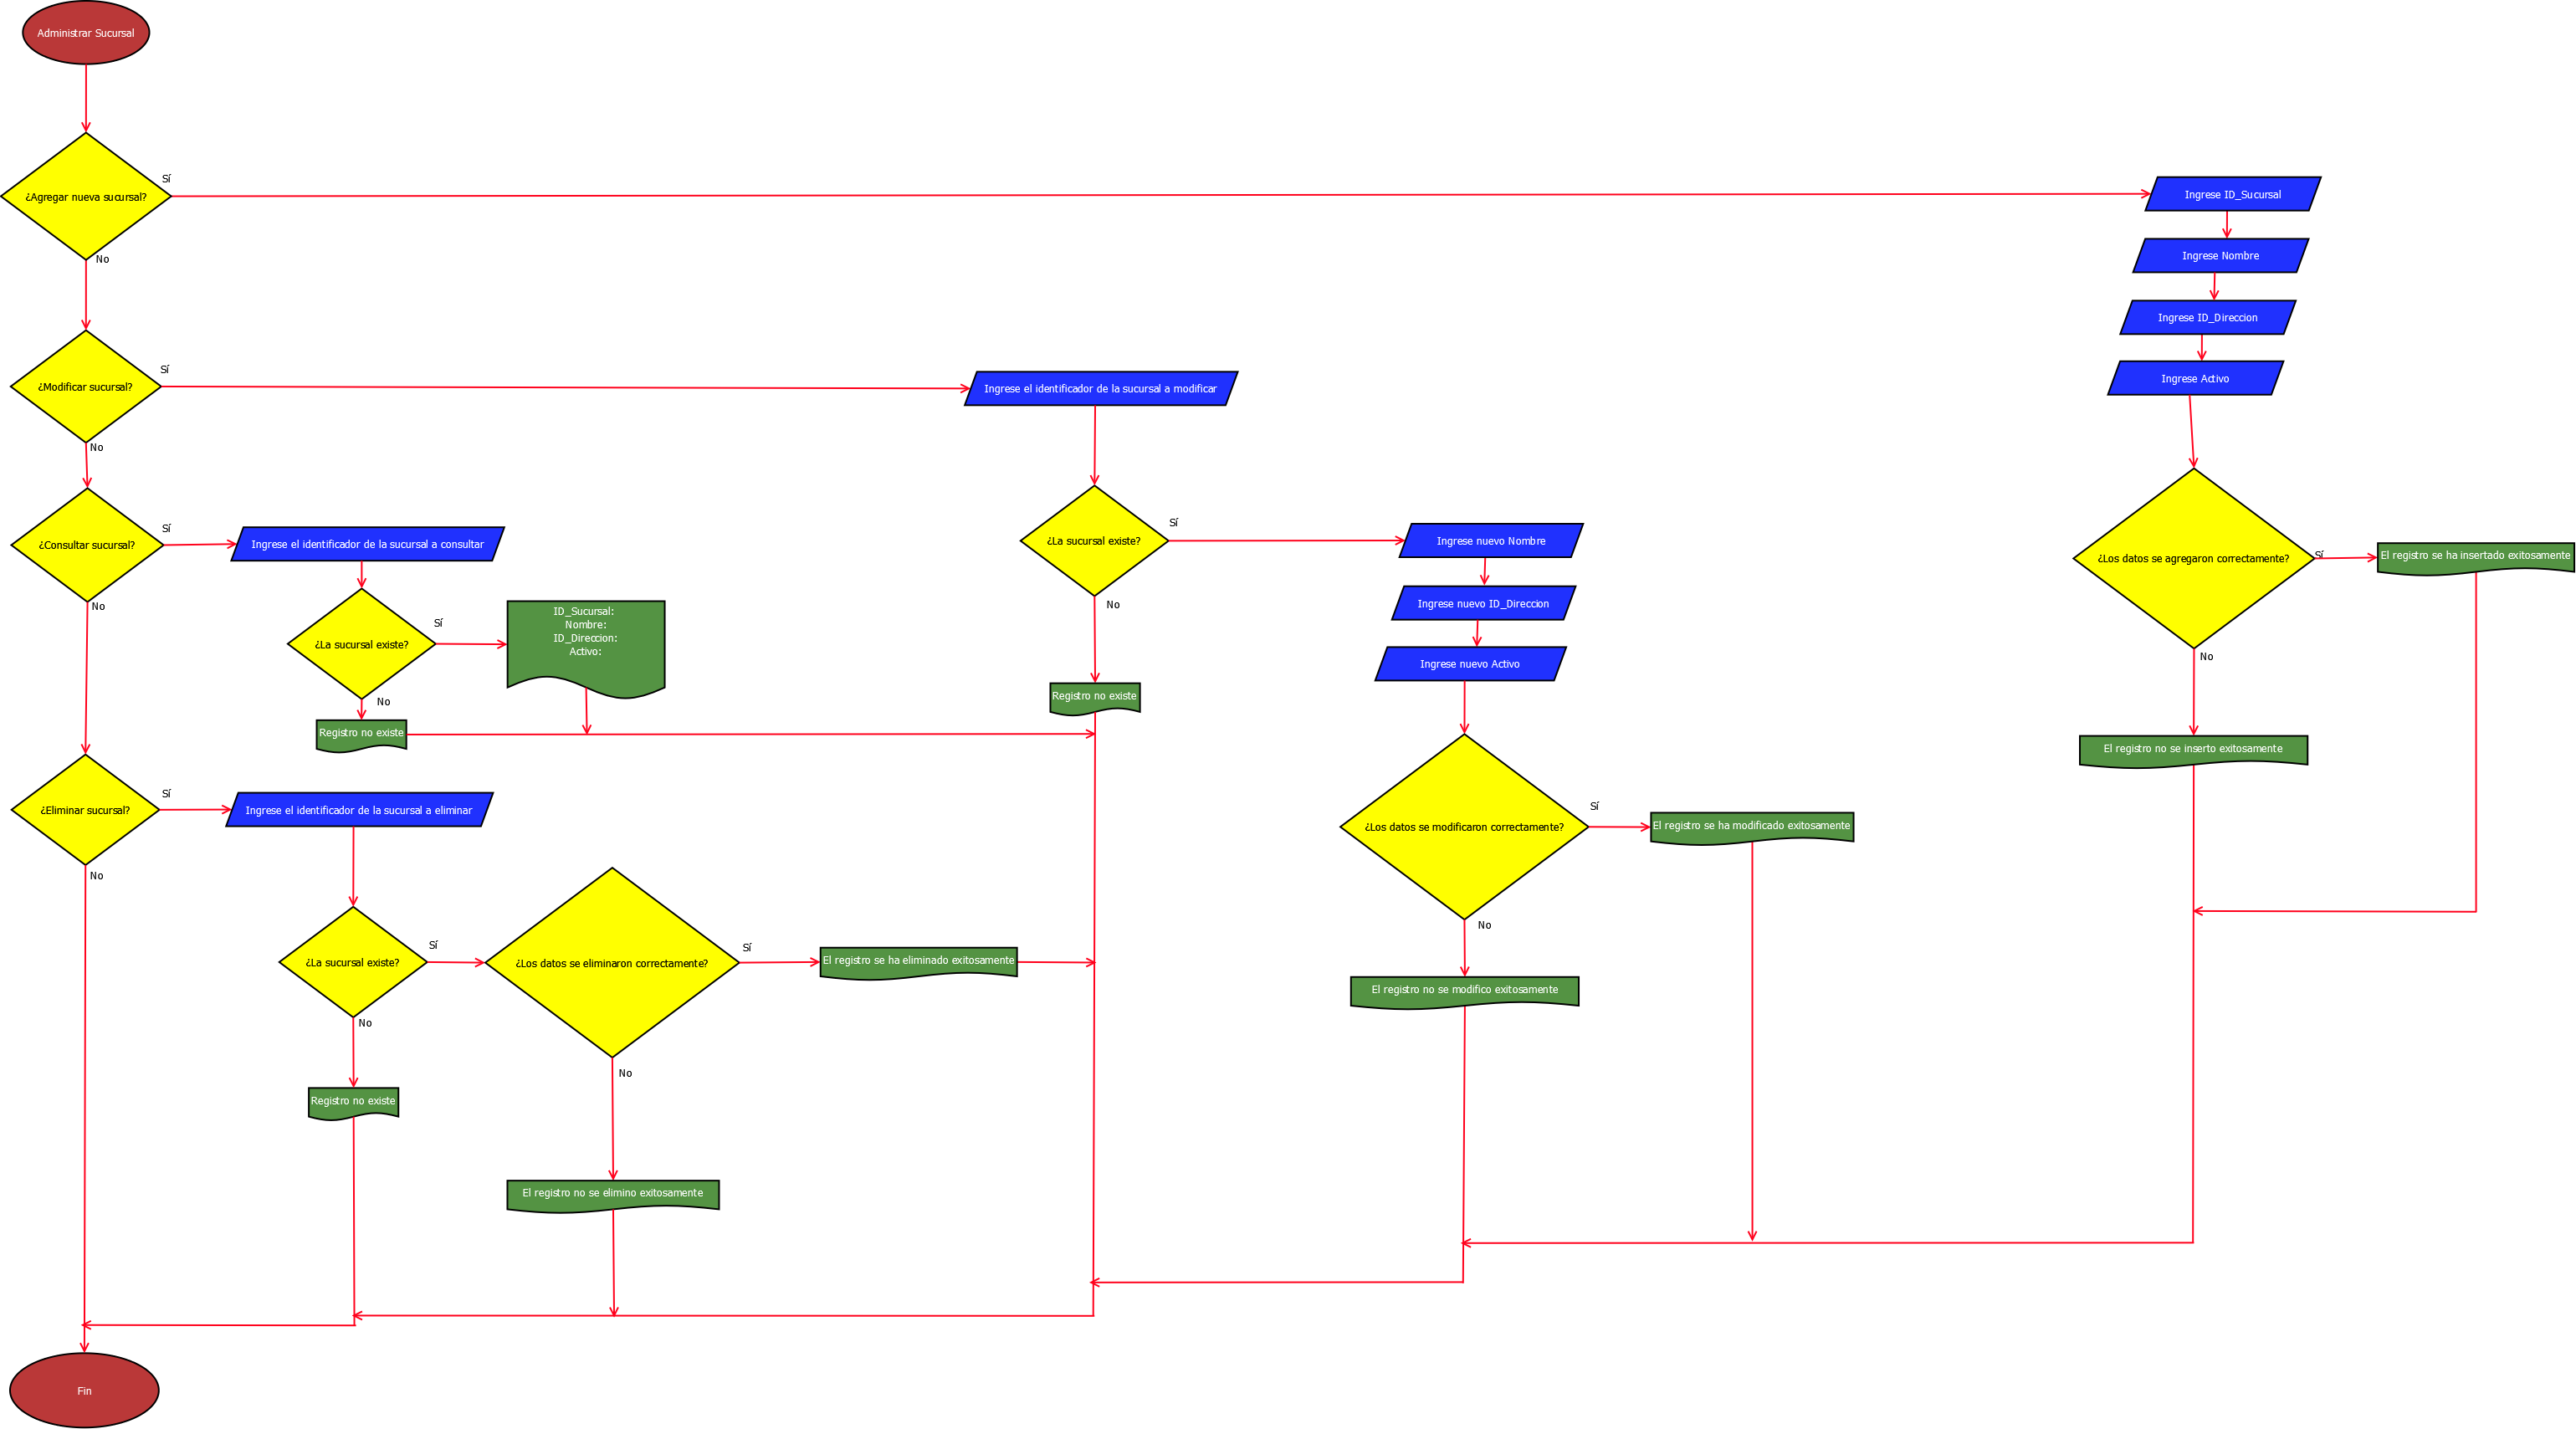 Administrar Sucursal
¿Agregar nueva sucursal?
Sí
No
Ingrese ID_Sucursal
Ingrese Nombre
Ingrese ID_Direccion
Ingrese Activo
¿Los datos se agregaron correctamente?
Sí
El registro se ha insertado exitosamente
No
El registro no se inserto exitosamente
¿Modificar sucursal?
Sí
No
Ingrese el identificador de la sucursal a modificar
¿La sucursal existe?
Sí
No
Registro no existe
Ingrese nuevo Nombre
Ingrese nuevo ID_Direccion
Ingrese nuevo Activo
¿Los datos se modificaron correctamente?
Sí
El registro se ha modificado exitosamente
No
El registro no se modifico exitosamente
¿Consultar sucursal?
Sí
No
Ingrese el identificador de la sucursal a consultar
¿La sucursal existe?
Sí
ID_Sucursal:
Nombre:
ID_Direccion:
Activo:
No
Registro no existe
¿Eliminar sucursal?
Sí
No
Ingrese el identificador de la sucursal a eliminar
¿La sucursal existe?
Sí
No
Registro no existe
¿Los datos se eliminaron correctamente?
Sí
El registro se ha eliminado exitosamente
No
El registro no se elimino exitosamente
Fin